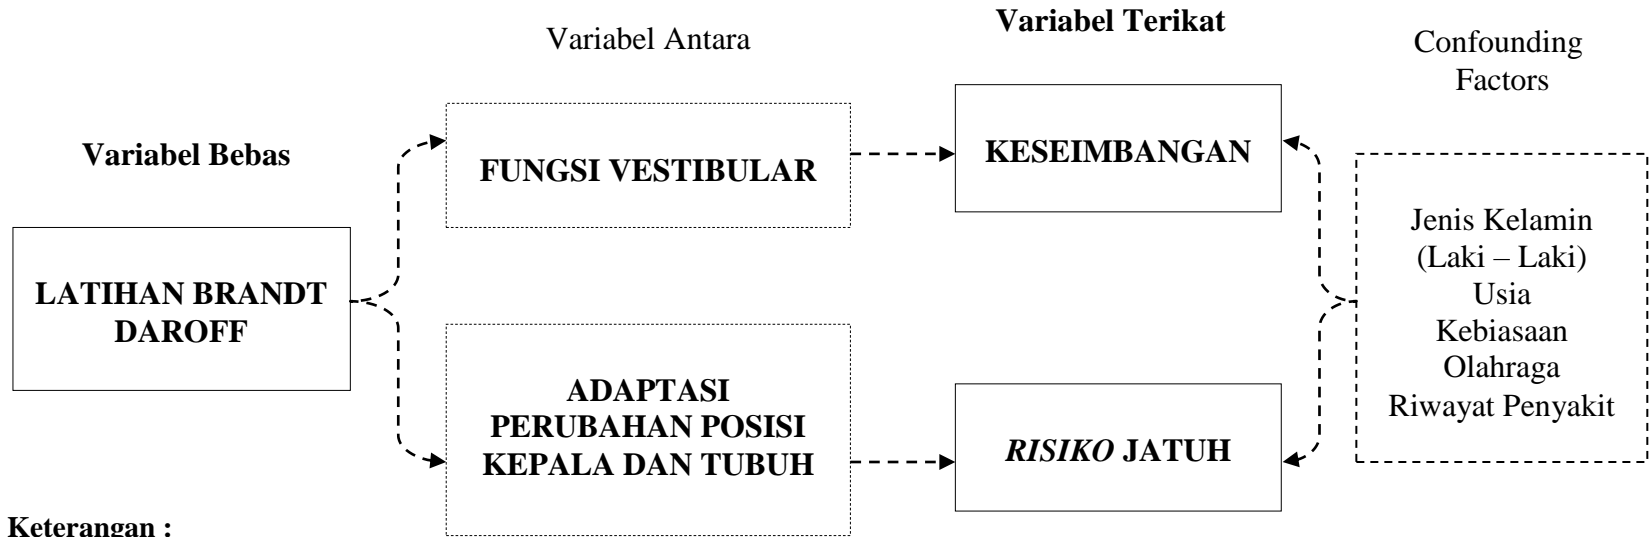 Variabel Bebas
LATIHAN BRANDT
DAROFF
Variabel Antara
FUNGSI VESTIBULAR
ADAPTASI
PERUBAHAN POSISI
KEPALA DAN TUBUH
Variabel Terikat
KESEIMBANGAN
RISIKO JATUH
Confounding
Factors
Jenis Kelamin
(Laki – Laki)
Usia
Kebiasaan
Olahraga
Riwayat Penyakit
Keterangan :